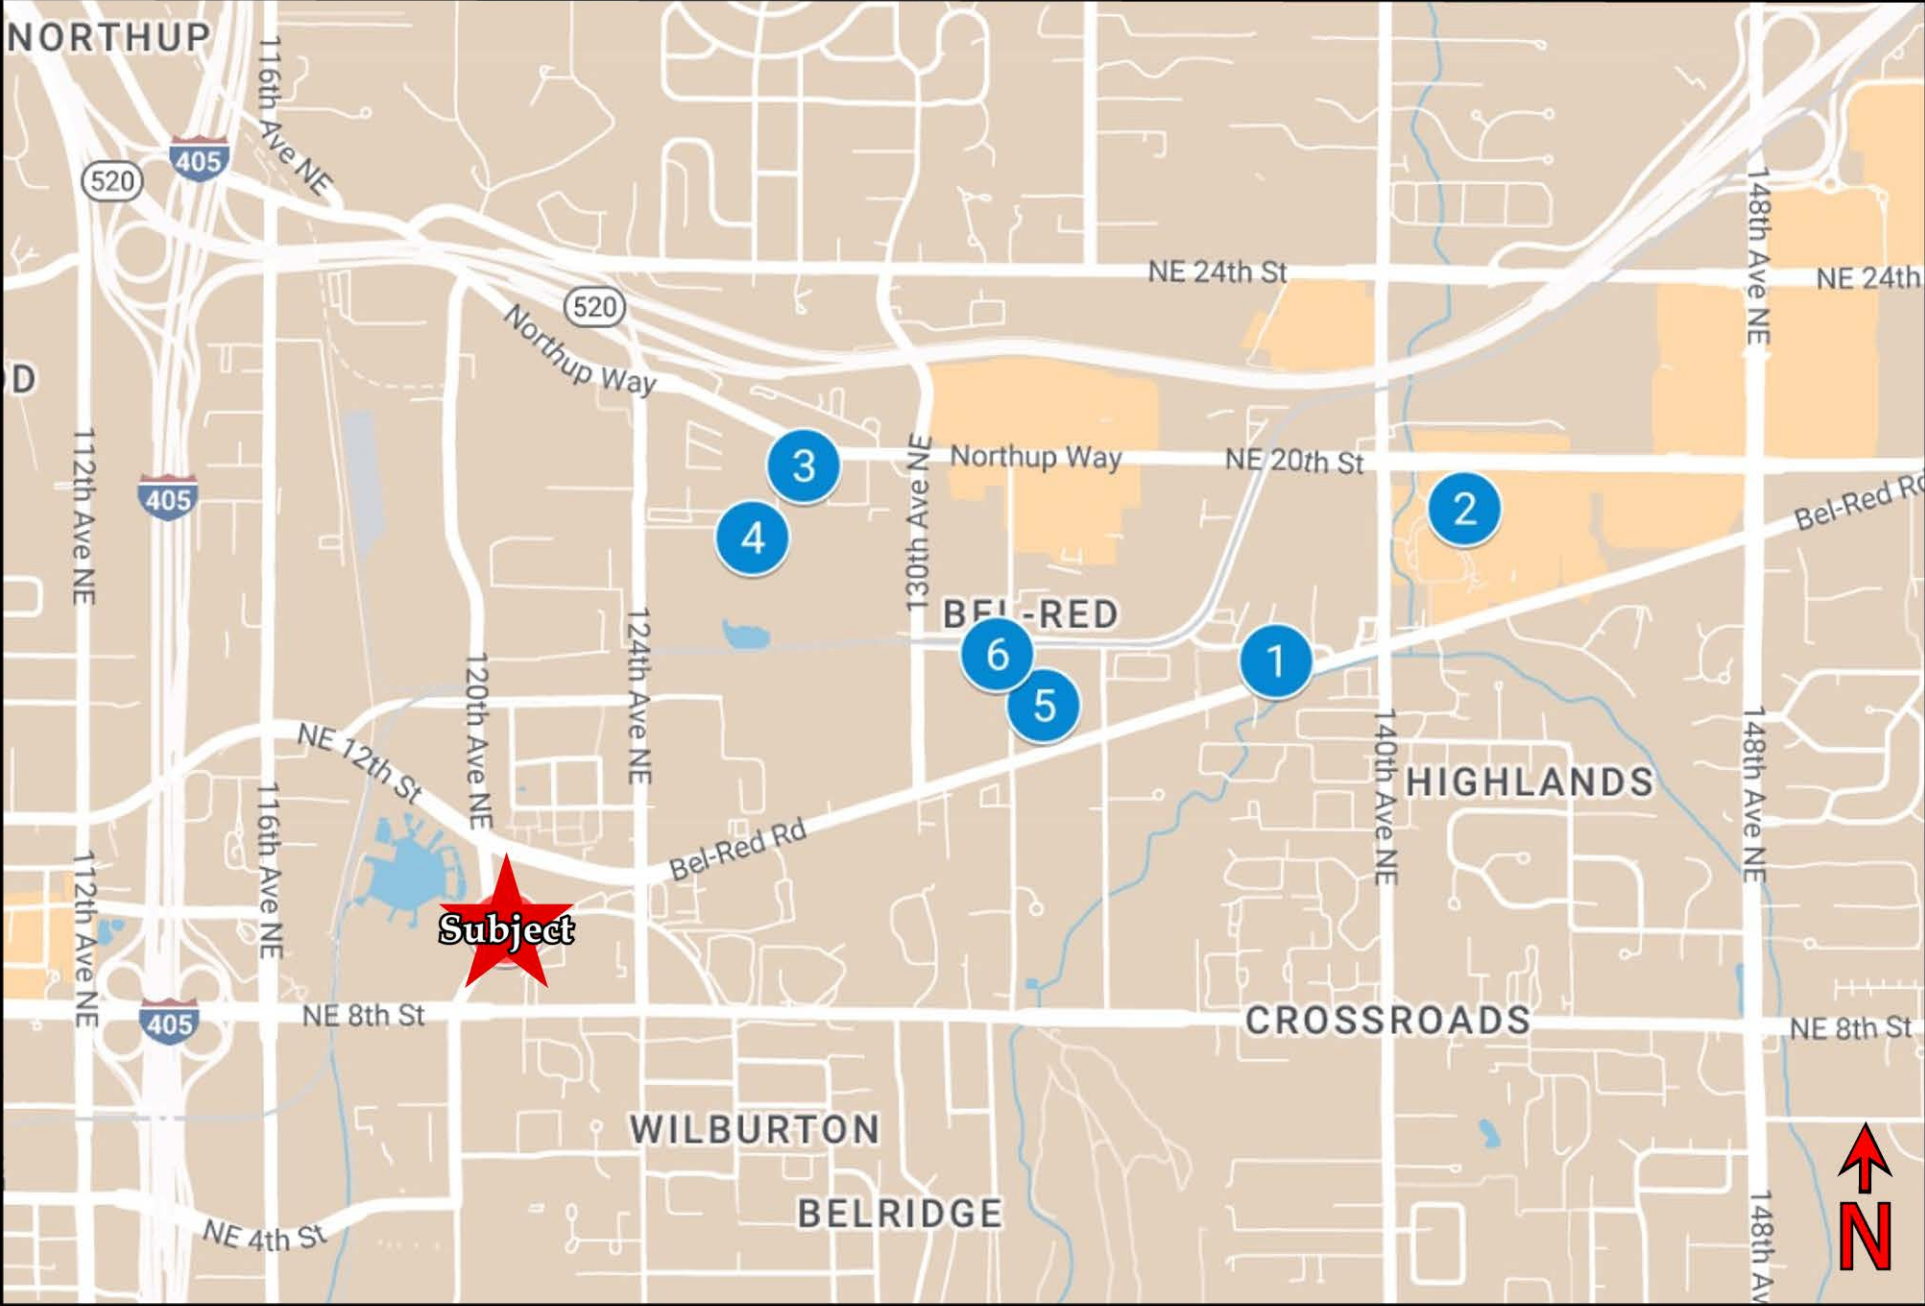 NORTHUP
116th Ave NE
405
520
148th Ave NE
NE 24th St
NE 24th
520
Northup Way
D
112th Ave NE
405
3
130th Ave NE
Northup Way
NE 20th St
2
Bel-Red Rd
4
BEL-RED
124th Ave NE
120th Ave NE
6
1
5
NE 12th St
140th Ave NE
148th Ave NE
HIGHLANDS
116th Ave NE
Bel-Red Rd
112th Ave NE
Subject
NE 8th St
405
CROSSROADS
NE 8th St
WILBURTON
BELRIDGE
148th Av
NE 4th St
N